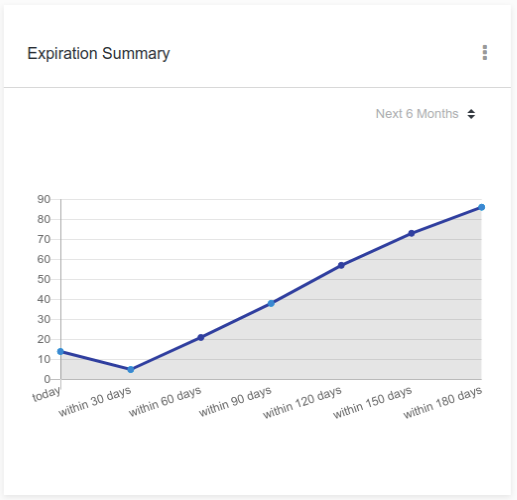 Expiration Summary
Next 6 Months
90
80
70
60
50
40
30
20
10
0
today
within 30 days
within 60 days
within 90 days
within 120 days
within 150 days
within 180 days